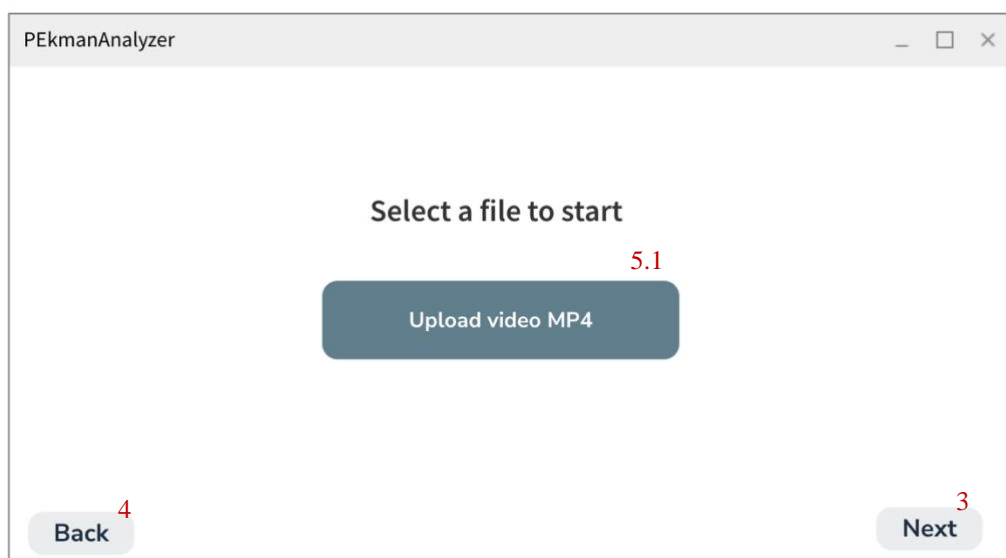 PEkmanAnalyzer
Select a file to start
5.1
Upload video MP4
4
Back
3
Next